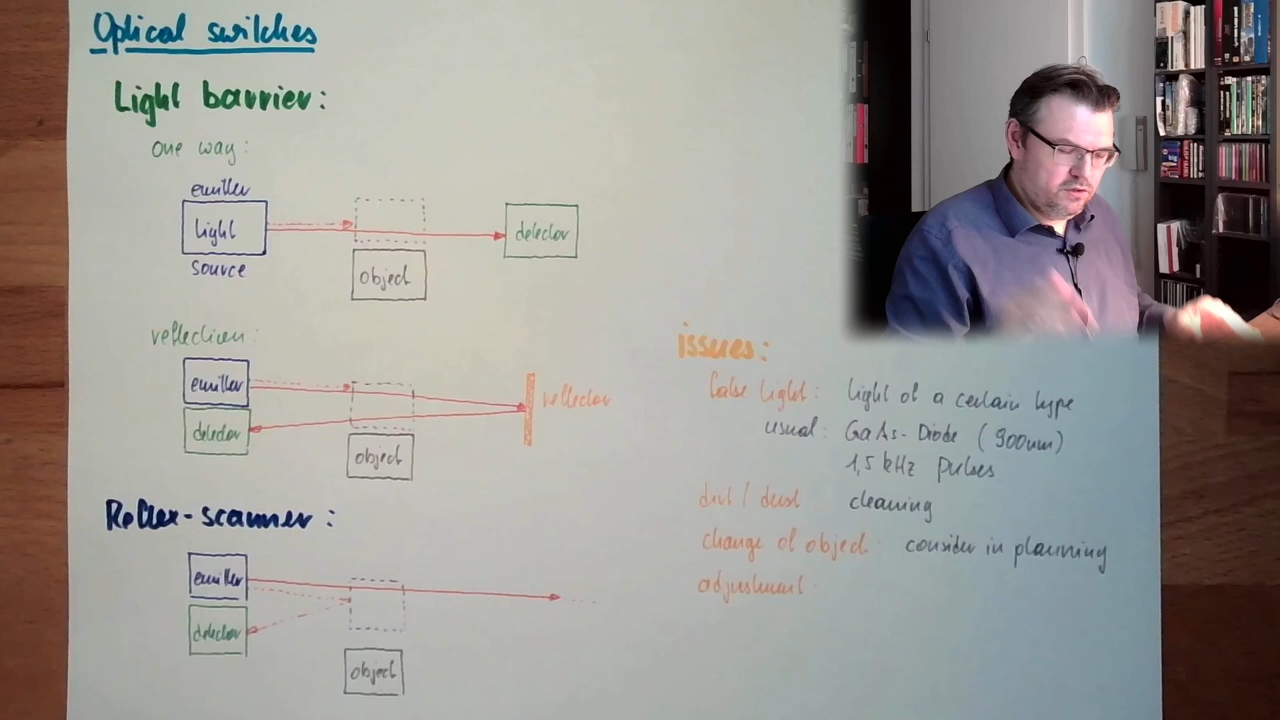 Optical switches
Light barrier:
one way:
emitter
light
source
object
detector
reflection:
emitter
detector
object
reflector
Reflex-scanner:
emitter
detector
object
issues:
false light: light of a certain type
usual: GaAs-Diode (900nm)
1,5 kHz pulses
dirt / dust cleaning
change of object: consider in planning
adjustment: